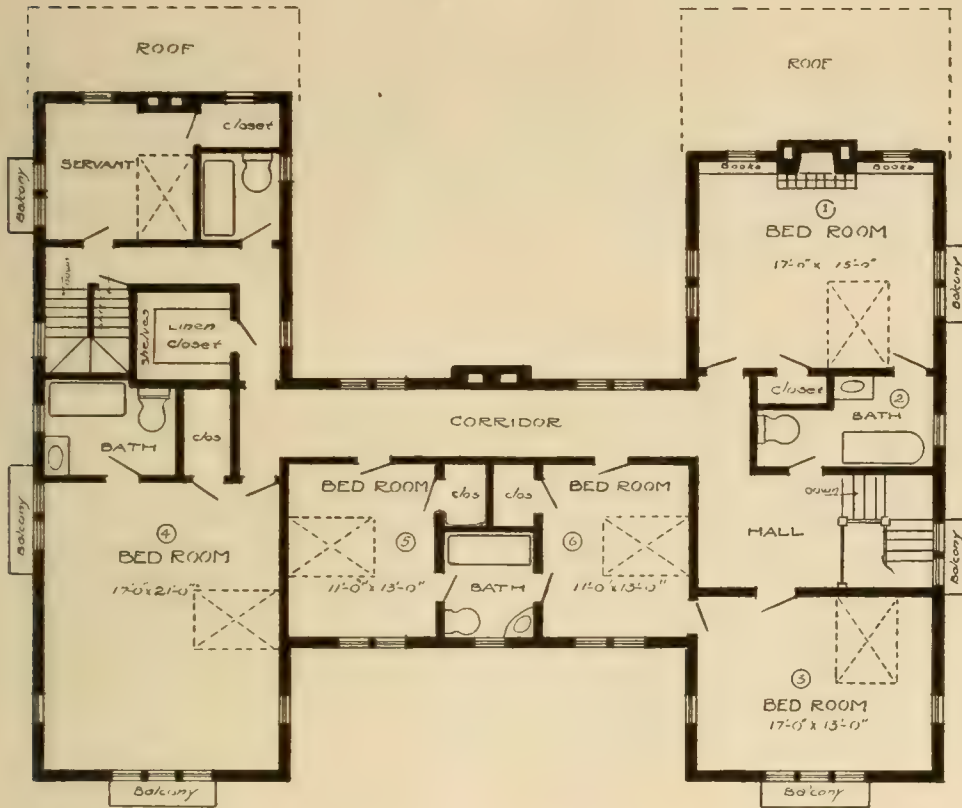 ROOF
ROOF
closet
SERVANT
Balcony
Books
Books
1
BED ROOM
17'-0" x 15'-0"
Balcony
Down
Shelves
Linen
closet
closet
2
BATH
CORRIDOR
BATH
clos
BED ROOM
clos
clos
BED ROOM
Down
HALL
Balcony
Balcony
4
BED ROOM
17'-0" x 21'-0"
5
11'-0" x 13'-0"
BATH
6
11'-0" x 13'-0"
3
BED ROOM
17'-0" x 13'-0"
Balcony
Balcony